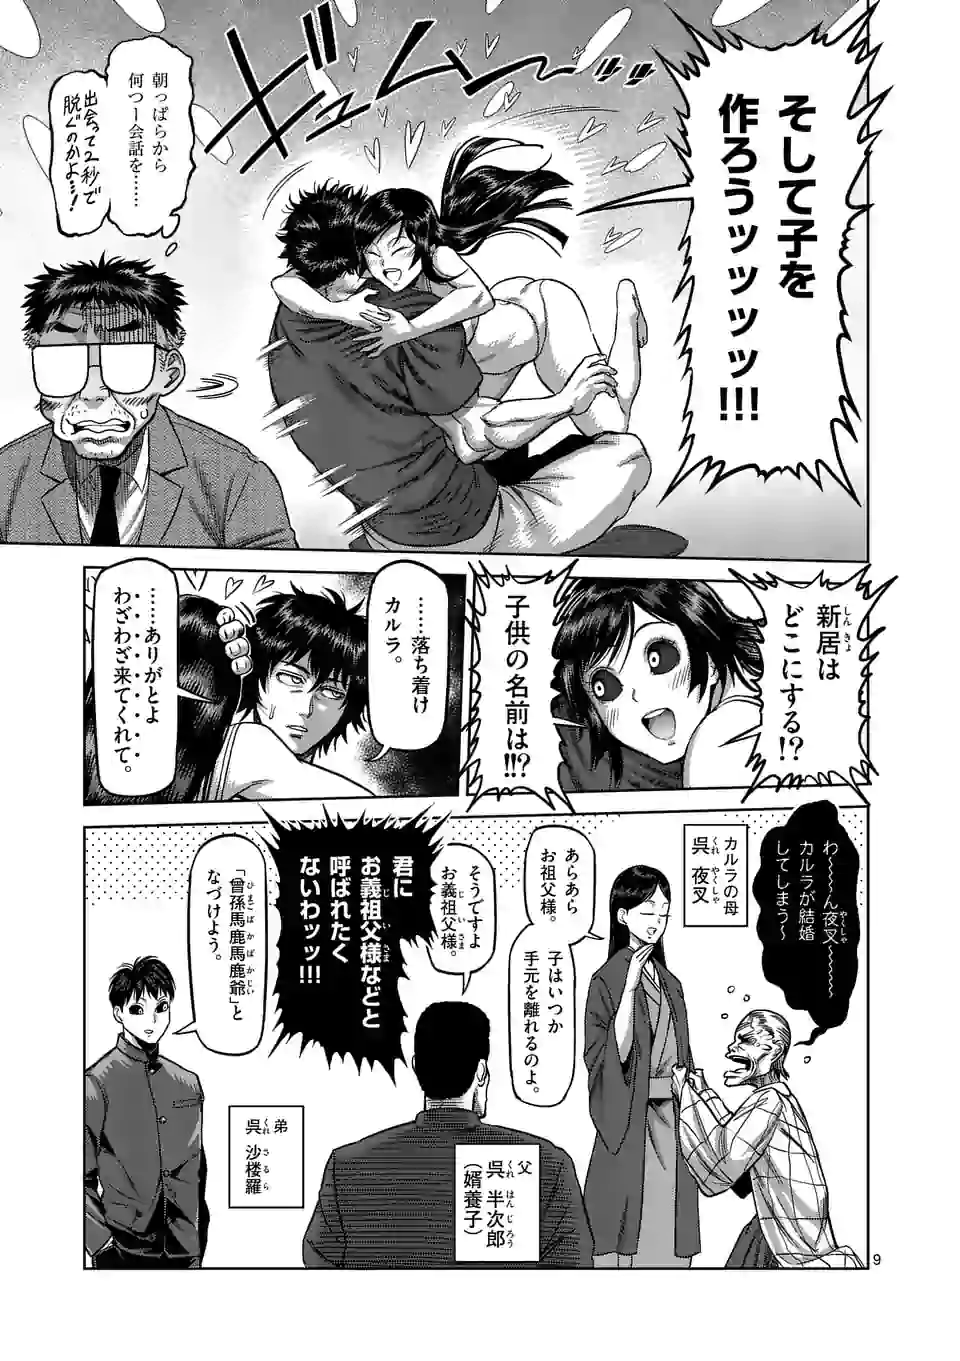 そして子を
作ろうッッッッ!!!
ギュムーン
朝っぱらから
何つー会話を……
出会って2秒で
脱ぐのかよ…!
新居は
どこにする!?
子供の名前は!!?
……落ち着け
カルラ。
……ありがとよ
わざわざ来てくれて。
わ～～～ん夜叉～～～～～
カルラが結婚
してしまう～
カルラの母
呉 夜叉
あらあら
お祖父様。
子はいつか
手元を離れるのよ。
そうですよ
お義祖父様。
君に
お義祖父様などと
呼ばれたく
ないわッッ!!!
父
呉 半次郎
(婿養子)
「曾孫馬鹿馬鹿爺」と
なづけよう。
弟
呉 沙楼羅
9